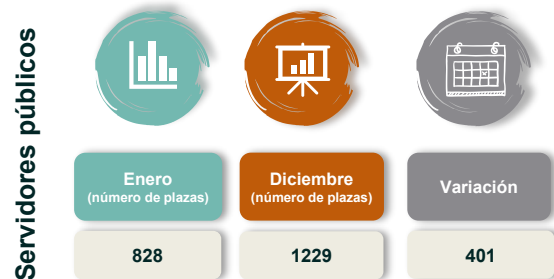 Servidores públicos
Enero
(número de plazas)
Diciembre
(número de plazas)
Variación
828
1229
401